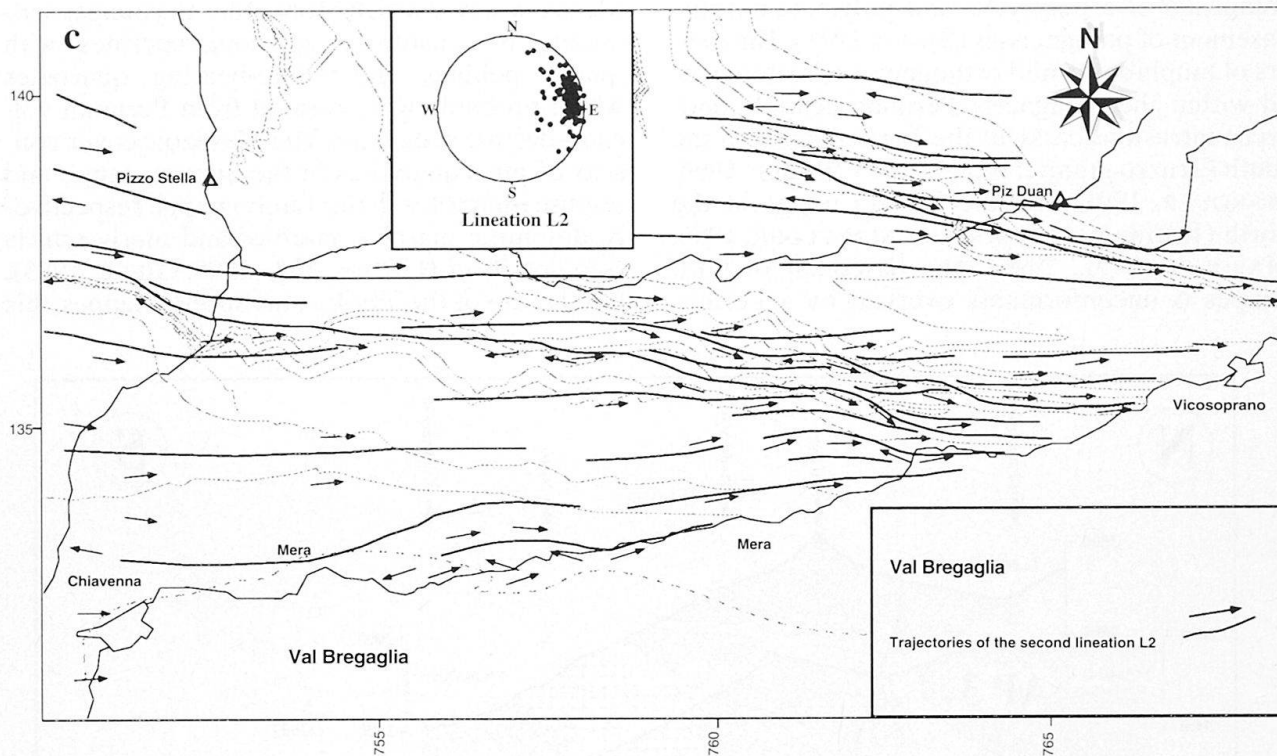 c
N
W
E
S
Lineation L2
N
140
Pizzo Stella
Piz Duan
135
Vicosoprano
Mera
Mera
Chiavenna
Val Bregaglia
Val Bregaglia
Trajectories of the second lineation L2
755
760
765